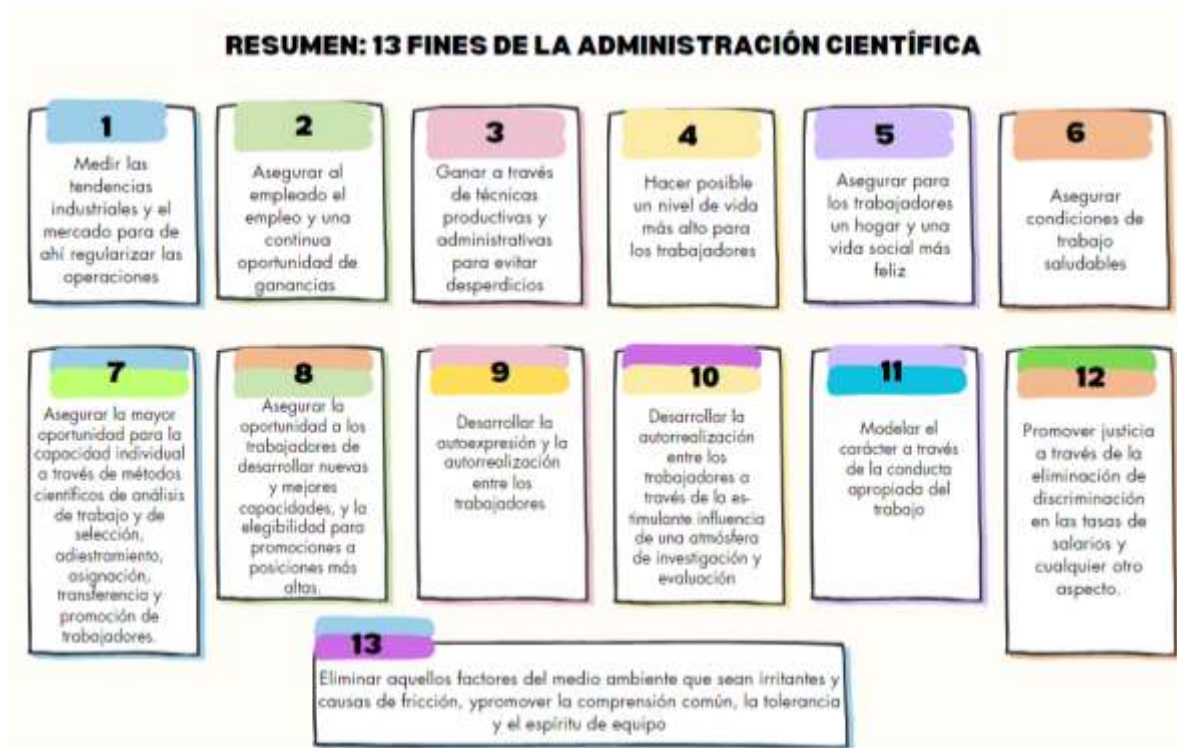 RESUMEN: 13 FINES DE LA ADMINISTRACIÓN CIENTÍFICA
1
Medir las
tendencias
industriales y el
mercado para de
ahí regularizar las
operaciones
2
Asegurar al
empleado el
empleo y una
continua
oportunidad de
ganancias
3
Ganar a través
de técnicas
productivas y
administrativas
para evitar
desperdicios
4
Hacer posible
un nivel de vida
más alto para
los trabajadores
5
Asegurar para
los trabajadores
un hogar y una
vida social más
feliz
6
Asegurar
condiciones de
trabajo
saludables
7
Asegurar la mayor
oportunidad para la
capacidad individual
a través de métodos
científicos de análisis
de trabajo y de
selección,
adiestramiento,
asignación,
transferencia y
promoción de
trabajadores.
8
Asegurar la
oportunidad a los
trabajadores de
desarrollar nuevas
y mejores
capacidades, y la
elegibilidad para
promociones a
posiciones más
altas.
9
Desarrollar la
autoexpresión y la
autorrealización
entre los
trabajadores
10
Desarrollar la
autorrealización
entre los
trabajadores a
través de la es-
timulante influencia
de una atmósfera
de investigación y
evaluación
11
Modelar el
carácter a través
de la conducta
apropiada del
trabajo
12
Promover justicia
a través de la
eliminación de
discriminación
en las tasas de
salarios y
cualquier otro
aspecto.
13
Eliminar aquellos factores del medio ambiente que sean irritantes y
causas de fricción, ypromover la comprensión común, la tolerancia
y el espíritu de equipo